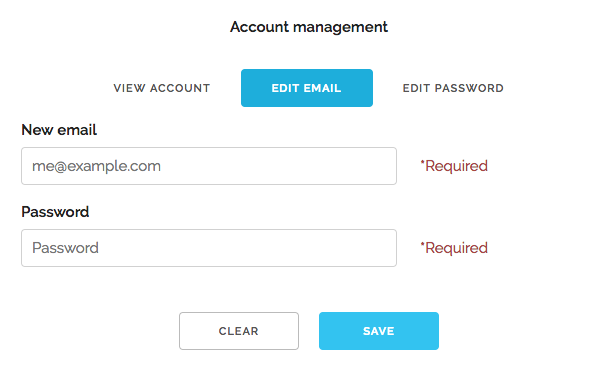 Account management
VIEW ACCOUNT EDIT EMAIL EDIT PASSWORD
New email
me@example.com *Required
Password
Password *Required
CLEAR SAVE